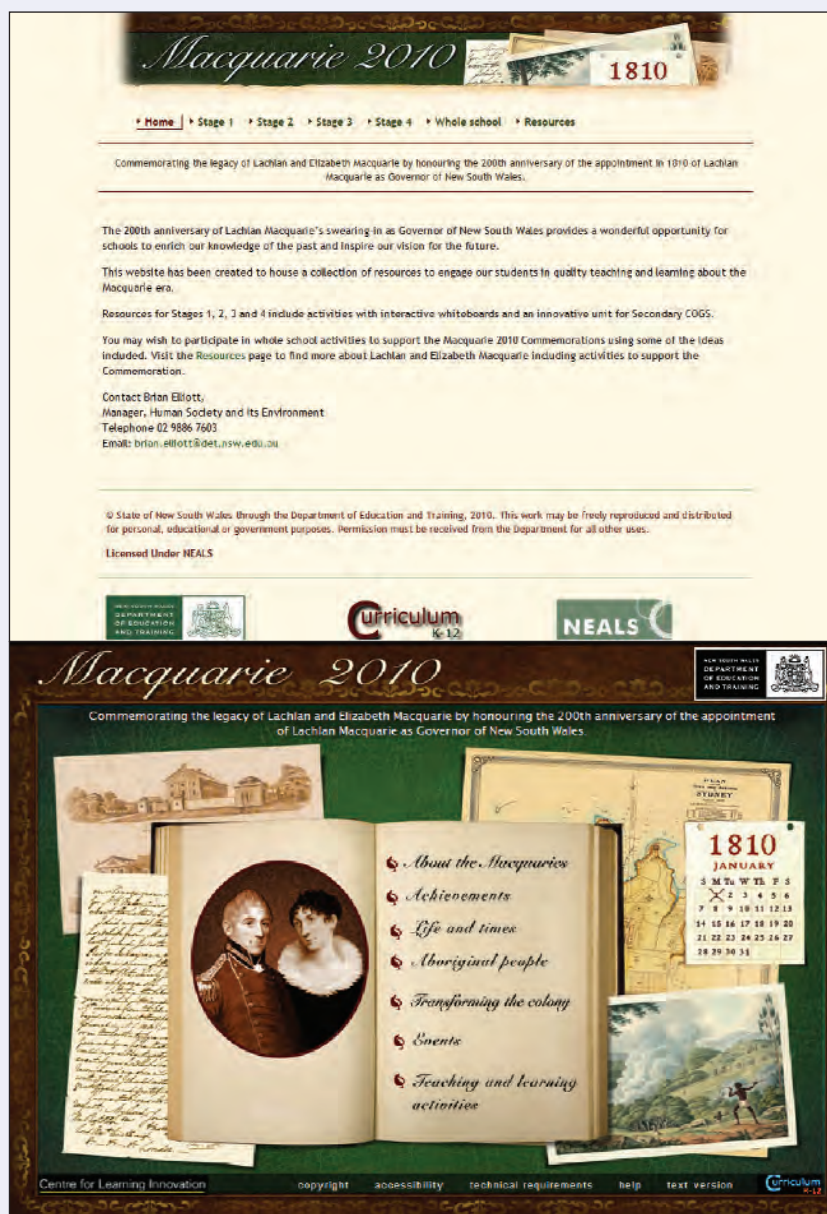 Macquarie 2010
1810
Home Stage 1 Stage 2 Stage 3 Stage 4 Whole school Resources
Commemorating the legacy of Lachlan and Elizabeth Macquarie by honouring the 200th anniversary of the appointment in 1810 of Lachlan
Macquarie as Governor of New South Wales.
The 200th anniversary of Lachlan Macquarie's swearing-in as Governor of New South Wales provides a wonderful opportunity for
schools to enrich our knowledge of the past and inspire our vision for the future.
This website has been created to house a collection of resources to engage our students in quality teaching and learning about the
Macquarie era.
Resources for Stages 1, 2, 3 and 4 include activities with interactive whiteboards and an innovative unit for Secondary COGS.
You may wish to participate in whole school activities to support the Macquarie 2010 Commemorations using some of the ideas
included. Visit the Resources page to find more about Lachlan and Elizabeth Macquarie including activities to support the
Commemoration.
Contact Brian Elliott,
Manager, Human Society and its Environment
Telephone 02 9886 7603
Email: brian.elliott@det.nsw.edu.au
© State of New South Wales through the Department of Education and Training, 2010. This work may be freely reproduced and distributed
for personal, educational or government purposes. Permission must be received from the Department for all other uses.
Licensed Under NEALS
NEW SOUTH WALES
DEPARTMENT
OF EDUCATION
AND TRAINING
Curriculum
K-12
NEALS
Macquarie 2010
NEW SOUTH WALES
DEPARTMENT
OF EDUCATION
AND TRAINING
Commemorating the legacy of Lachlan and Elizabeth Macquarie by honouring the 200th anniversary of the appointment
of Lachlan Macquarie as Governor of New South Wales.
PLAN
SYDNEY
About the Macquaries
Achievements
Life and times
Aboriginal people
Transforming the colony
Events
Teaching and learning
activities
1810
JANUARY
S M Tu W Th F S
2 3 4 5 6
7 8 9 10 11 12 13
14 15 16 17 18 19 20
21 22 23 24 25 26 27
28 29 30 31
Centre for Learning Innovation
copyright accessibility technical requirements help text version
Curriculum
K-12